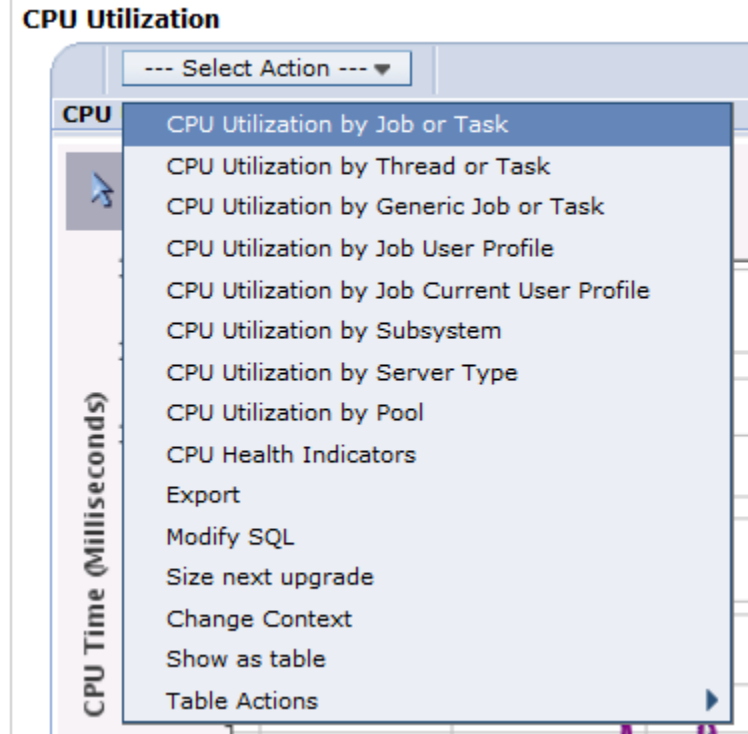 CPU Utilization
--- Select Action ---
CPU
CPU Utilization by Job or Task
CPU Utilization by Thread or Task
CPU Utilization by Generic Job or Task
CPU Utilization by Job User Profile
CPU Utilization by Job Current User Profile
CPU Utilization by Subsystem
CPU Utilization by Server Type
CPU Utilization by Pool
CPU Health Indicators
Export
Modify SQL
Size next upgrade
Change Context
Show as table
Table Actions
CPU Time (Milliseconds)